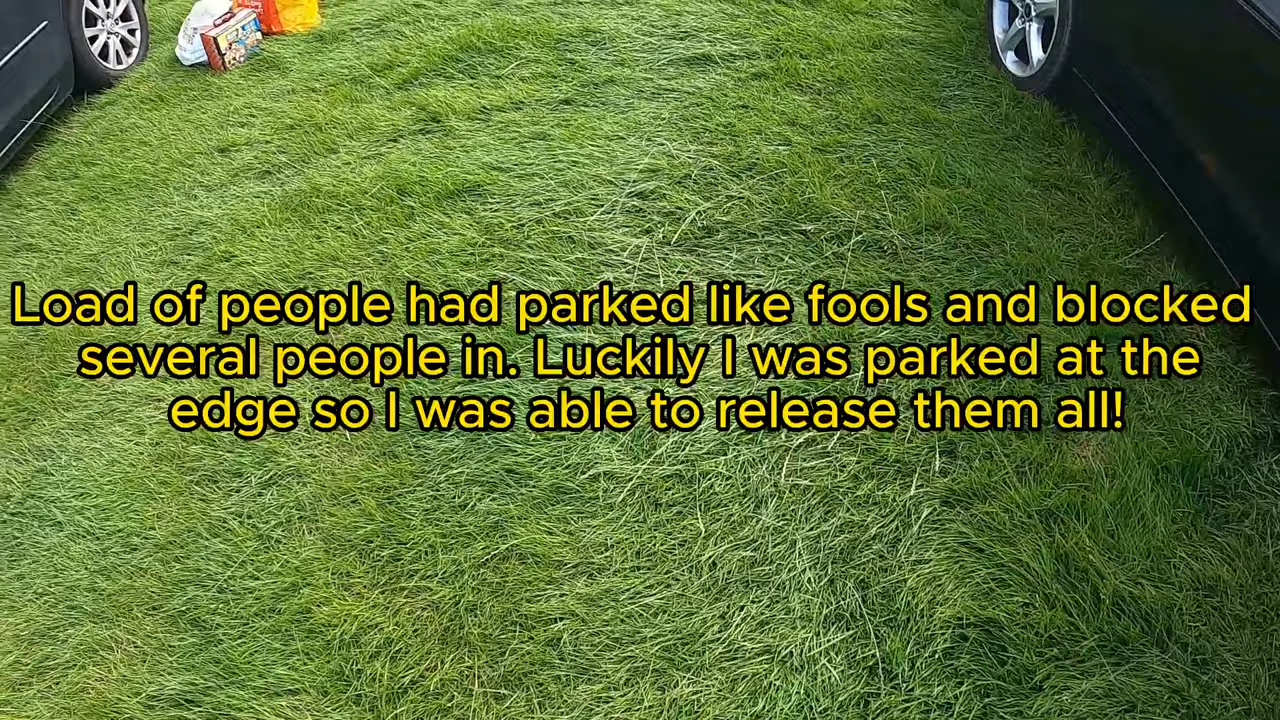 Load of people had parked like fools and blocked
several people in. Luckily I was parked at the
edge so I was able to release them all!